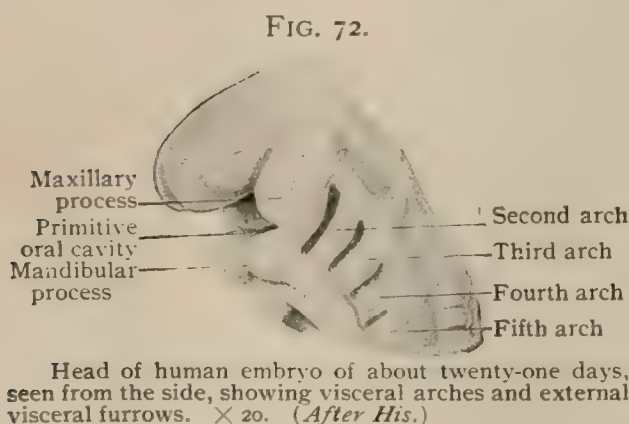 FIG. 72.
Maxillary
process
Primitive
oral cavity
Mandibular
process
Second arch
Third arch
Fourth arch
Fifth arch
Head of human embryo of about twenty-one days,
seen from the side, showing visceral arches and external
visceral furrows. × 20. (After His.)